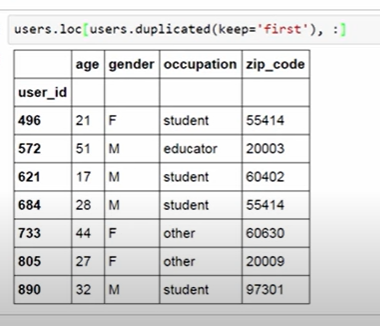 users.loc[users.duplicated(keep='first'), :]
age gender occupation zip_code
user_id
496 21 F student 55414
572 51 M educator 20003
621 17 M student 60402
684 28 M student 55414
733 44 F other 60630
805 27 F other 20009
890 32 M student 97301